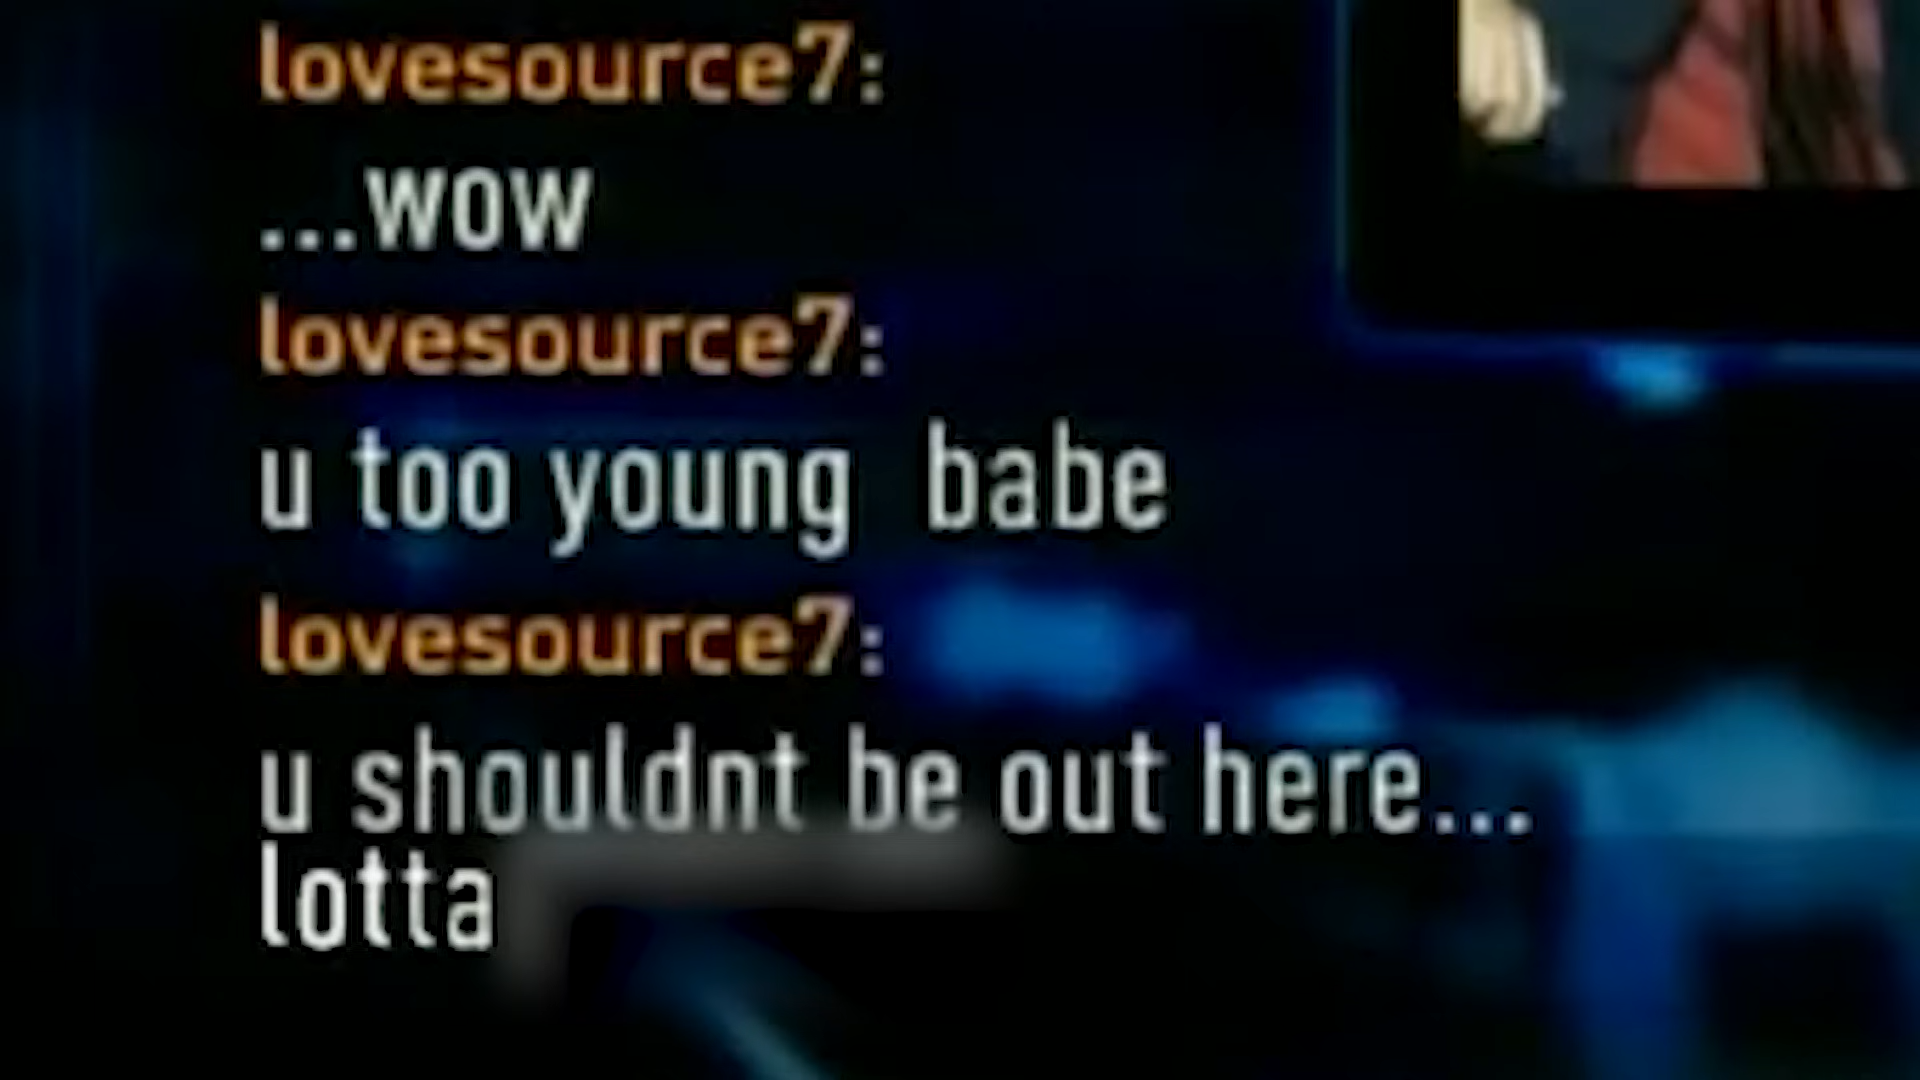 lovesource7:
...wow
lovesource7:
u too young  babe
lovesource7:
u shouldnt be out here...
lotta